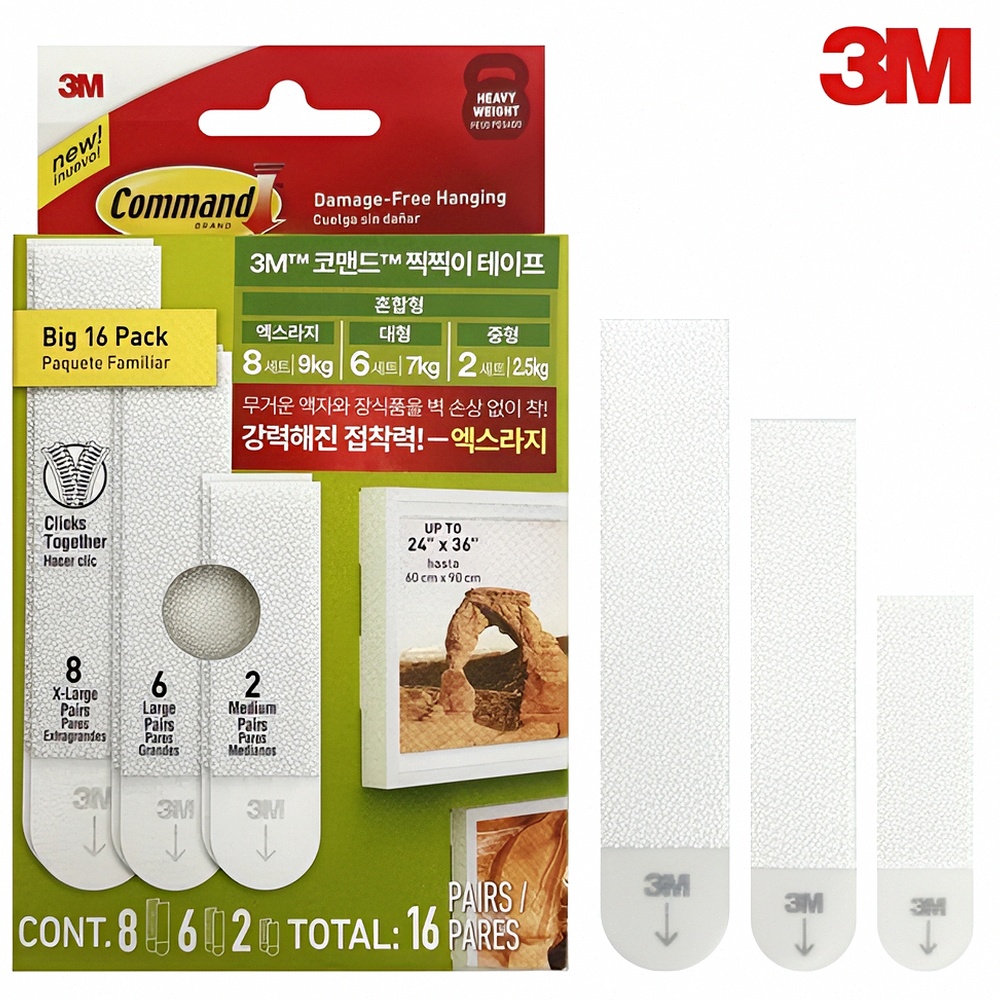 3M
3M
HEAVY
WEIGHT
PESO PESADO
new!
¡nuevo!
Command
BRAND
Damage-Free Hanging
Cuelga sin dañar
3M™ 코맨드™ 찍찍이 테이프
혼합형
엑스라지 대형 중형
8세트|9kg 6세트|7kg 2세트|2.5kg
무거운 액자와 장식품을 벽 손상 없이 착!
강력해진 접착력!—엑스라지
Big 16 Pack
Paquete Familiar
Clicks
Together
Hacer clic
UP TO
24" x 36"
hasta
60 cm x 90 cm
8
X-Large
Pairs
Pares
Extragrandes
6
Large
Pairs
Pares
Grandes
2
Medium
Pairs
Pares
Medianos
3M
3M
3M
3M
3M
3M
CONT. 8 6 2 TOTAL: 16 PAIRS / PARES